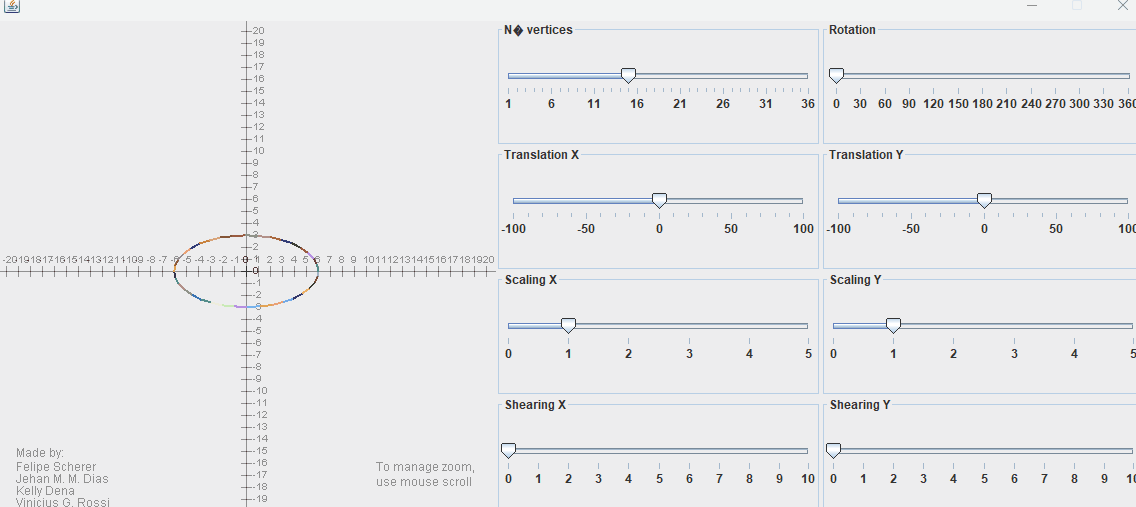 N� vertices
1 6 11 16 21 26 31 36
Rotation
0 30 60 90 120 150 180 210 240 270 300 330 360
Translation X
-100 -50 0 50 100
Translation Y
-100 -50 0 50 100
Scaling X
0 1 2 3 4 5
Scaling Y
0 1 2 3 4 5
Shearing X
0 1 2 3 4 5 6 7 8 9 10
Shearing Y
0 1 2 3 4 5 6 7 8 9 10
20
19
18
17
16
15
14
13
12
11
10
9
8
7
6
5
4
3
2
1
-20-19-18-17-16-15-14-13-12-11-10-9 -8 -7 -6 -5 -4 -3 -2 -1 0 1 2 3 4 5 6 7 8 9 10 11 12 13 14 15 16 17 18 19 20
0
-1
-2
-3
-4
-5
-6
-7
-8
-9
-10
-11
-12
-13
-14
-15
-16
-17
-18
-19
Made by:
Felipe Scherer
Jehan M. M. Dias
Kelly Dena
Vinicius G. Rossi
To manage zoom,
use mouse scroll